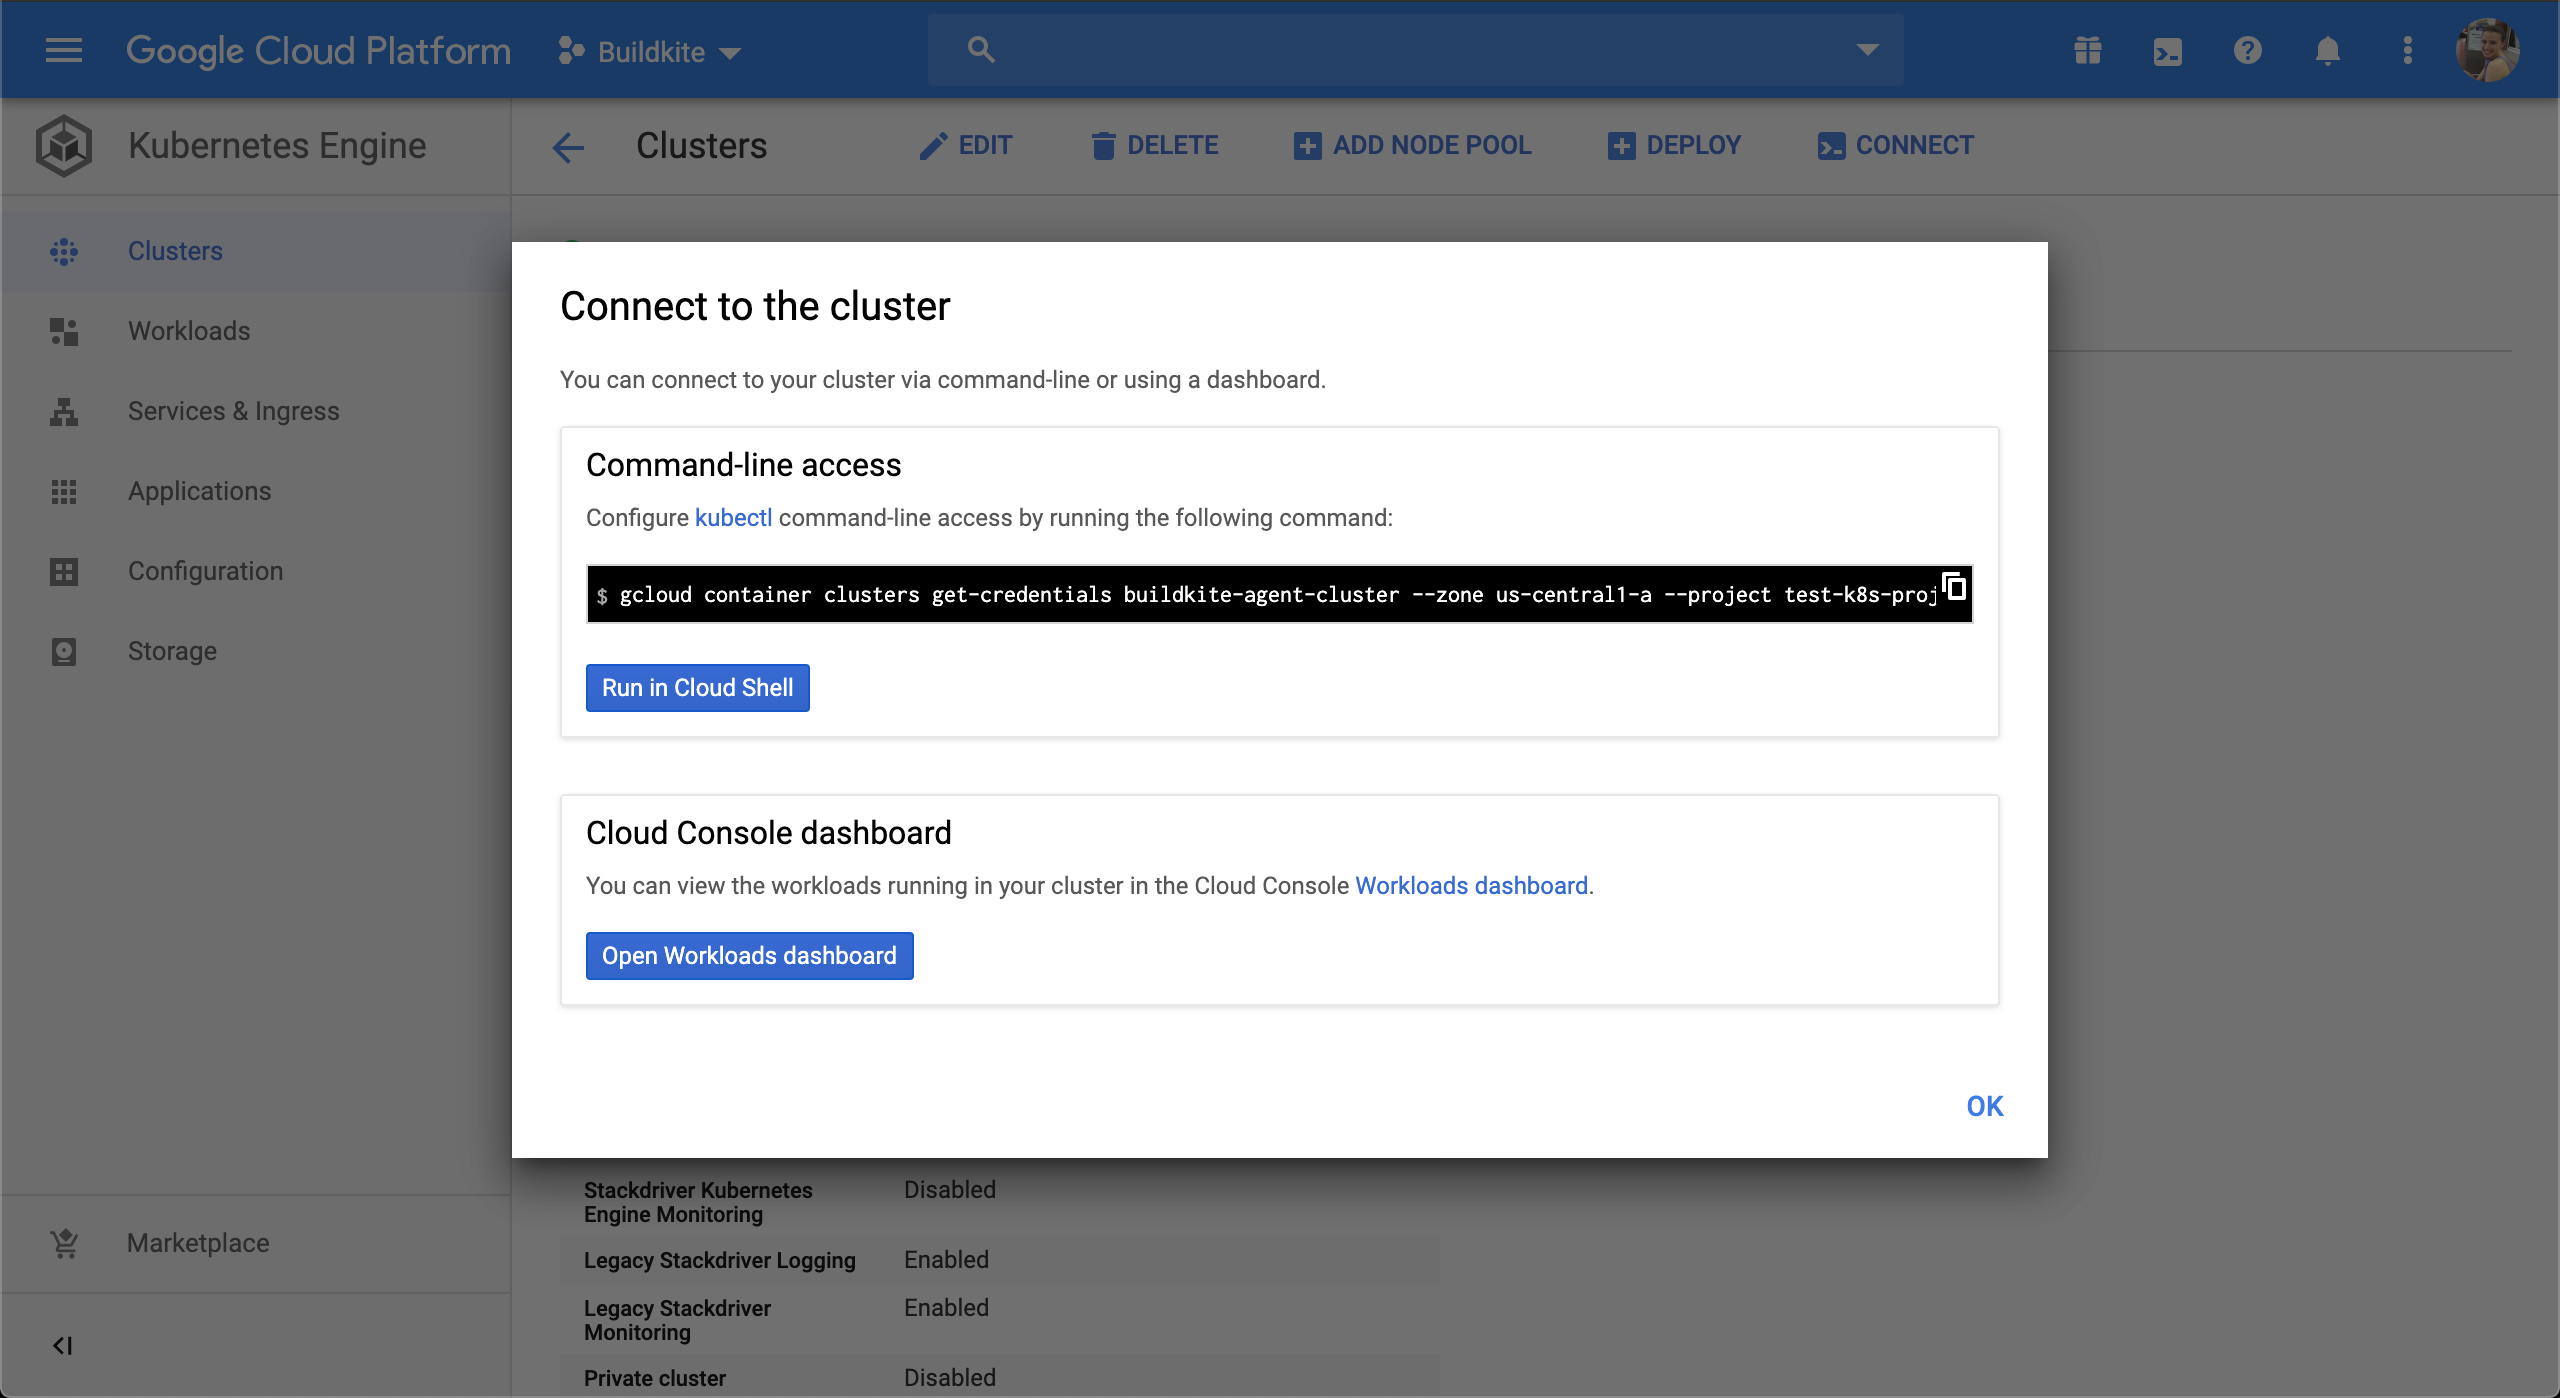 Google Cloud Platform
Buildkite
Kubernetes Engine
Clusters
EDIT
DELETE
ADD NODE POOL
DEPLOY
CONNECT
Clusters
Workloads
Services & Ingress
Applications
Configuration
Storage
Marketplace
Connect to the cluster
You can connect to your cluster via command-line or using a dashboard.
Command-line access
Configure kubectl command-line access by running the following command:
$ gcloud container clusters get-credentials buildkite-agent-cluster --zone us-central1-a --project test-k8s-proj
Run in Cloud Shell
Cloud Console dashboard
You can view the workloads running in your cluster in the Cloud Console Workloads dashboard.
Open Workloads dashboard
OK
Stackdriver Kubernetes
Engine Monitoring
Disabled
Legacy Stackdriver Logging
Enabled
Legacy Stackdriver
Monitoring
Enabled
Private cluster
Disabled